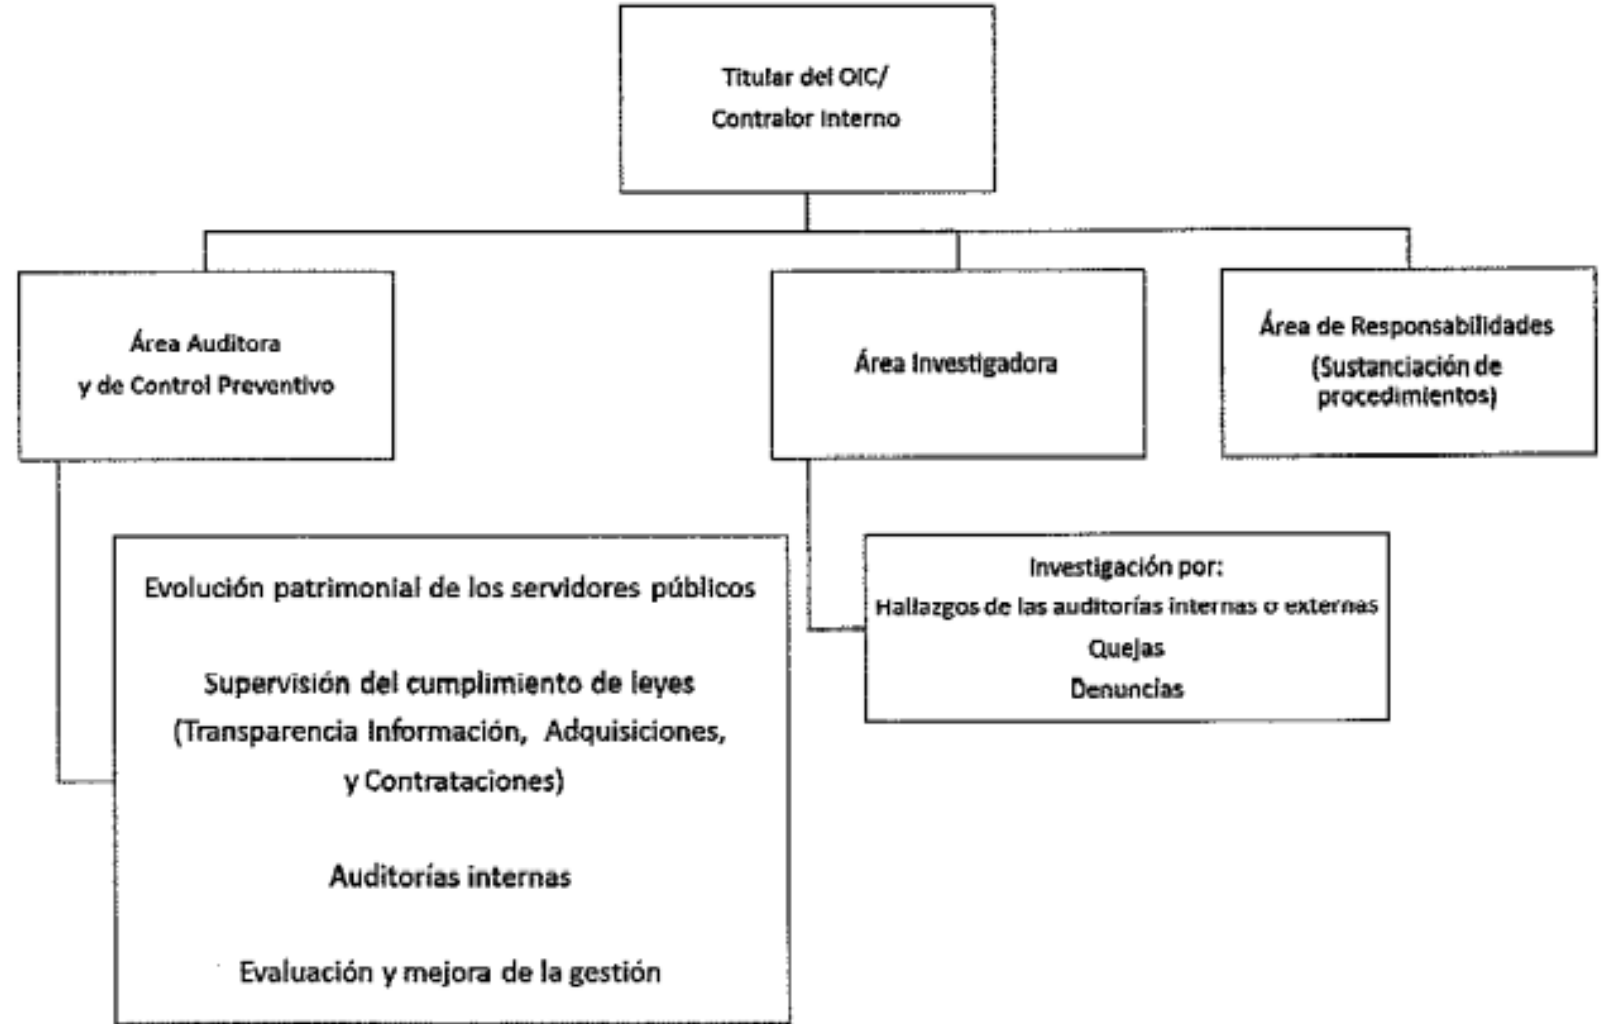 Titular del OIC/
Contralor Interno
Área Auditora
y de Control Preventivo
Área Investigadora
Área de Responsabilidades
(Sustanciación de
procedimientos)
Evolución patrimonial de los servidores públicos
Supervisión del cumplimiento de leyes
(Transparencia Información, Adquisiciones,
y Contrataciones)
Auditorías internas
Evaluación y mejora de la gestión
Investigación por:
Hallazgos de las auditorías internas o externas
Quejas
Denuncias